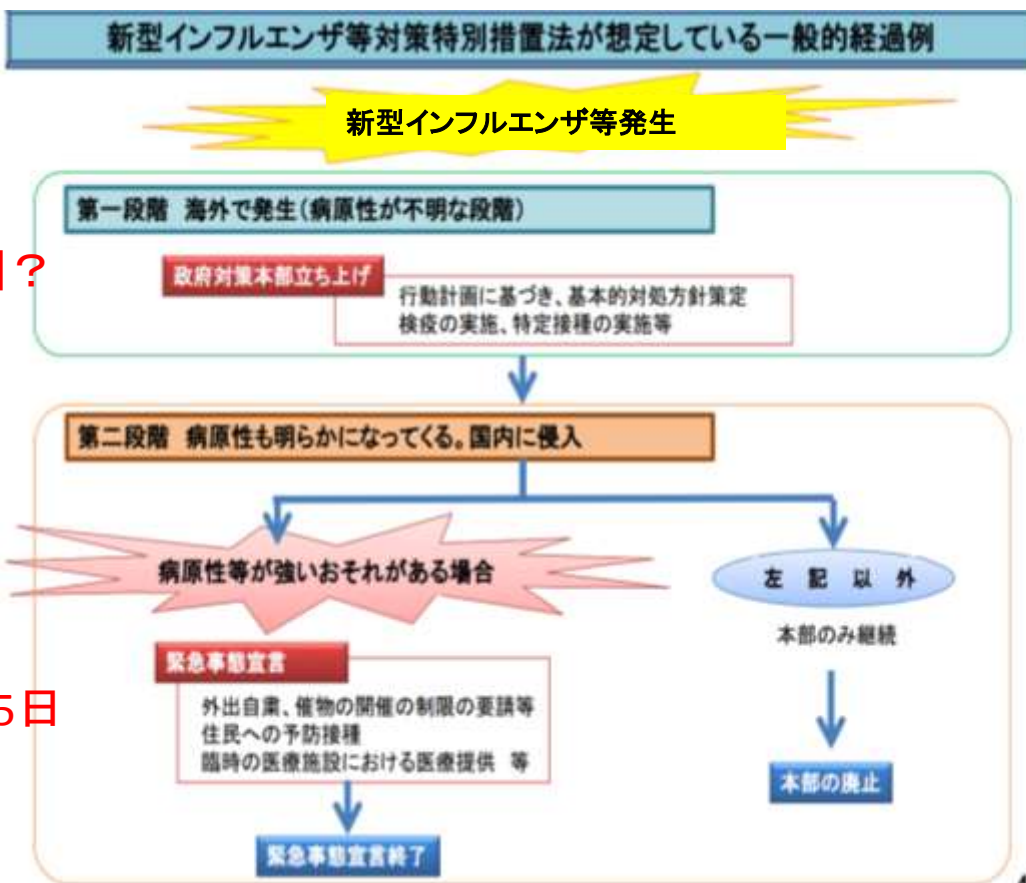 新型インフルエンザ等対策特別措置法が想定している一般的経過例
新型インフルエンザ等発生
第一段階 海外で発生(病原性が不明な段階)
?
政府対策本部立ち上げ
行動計画に基づき、基本的対処方針策定
検疫の実施、特定接種の実施等
第二段階 病原性も明らかになってくる。国内に侵入
病原性等が強いおそれがある場合
左記以外
本部のみ継続
緊急事態宣言
5日
外出自粛、催物の開催の制限の要請等
住民への予防接種
臨時の医療施設における医療提供 等
本部の廃止
緊急事態宣言終了